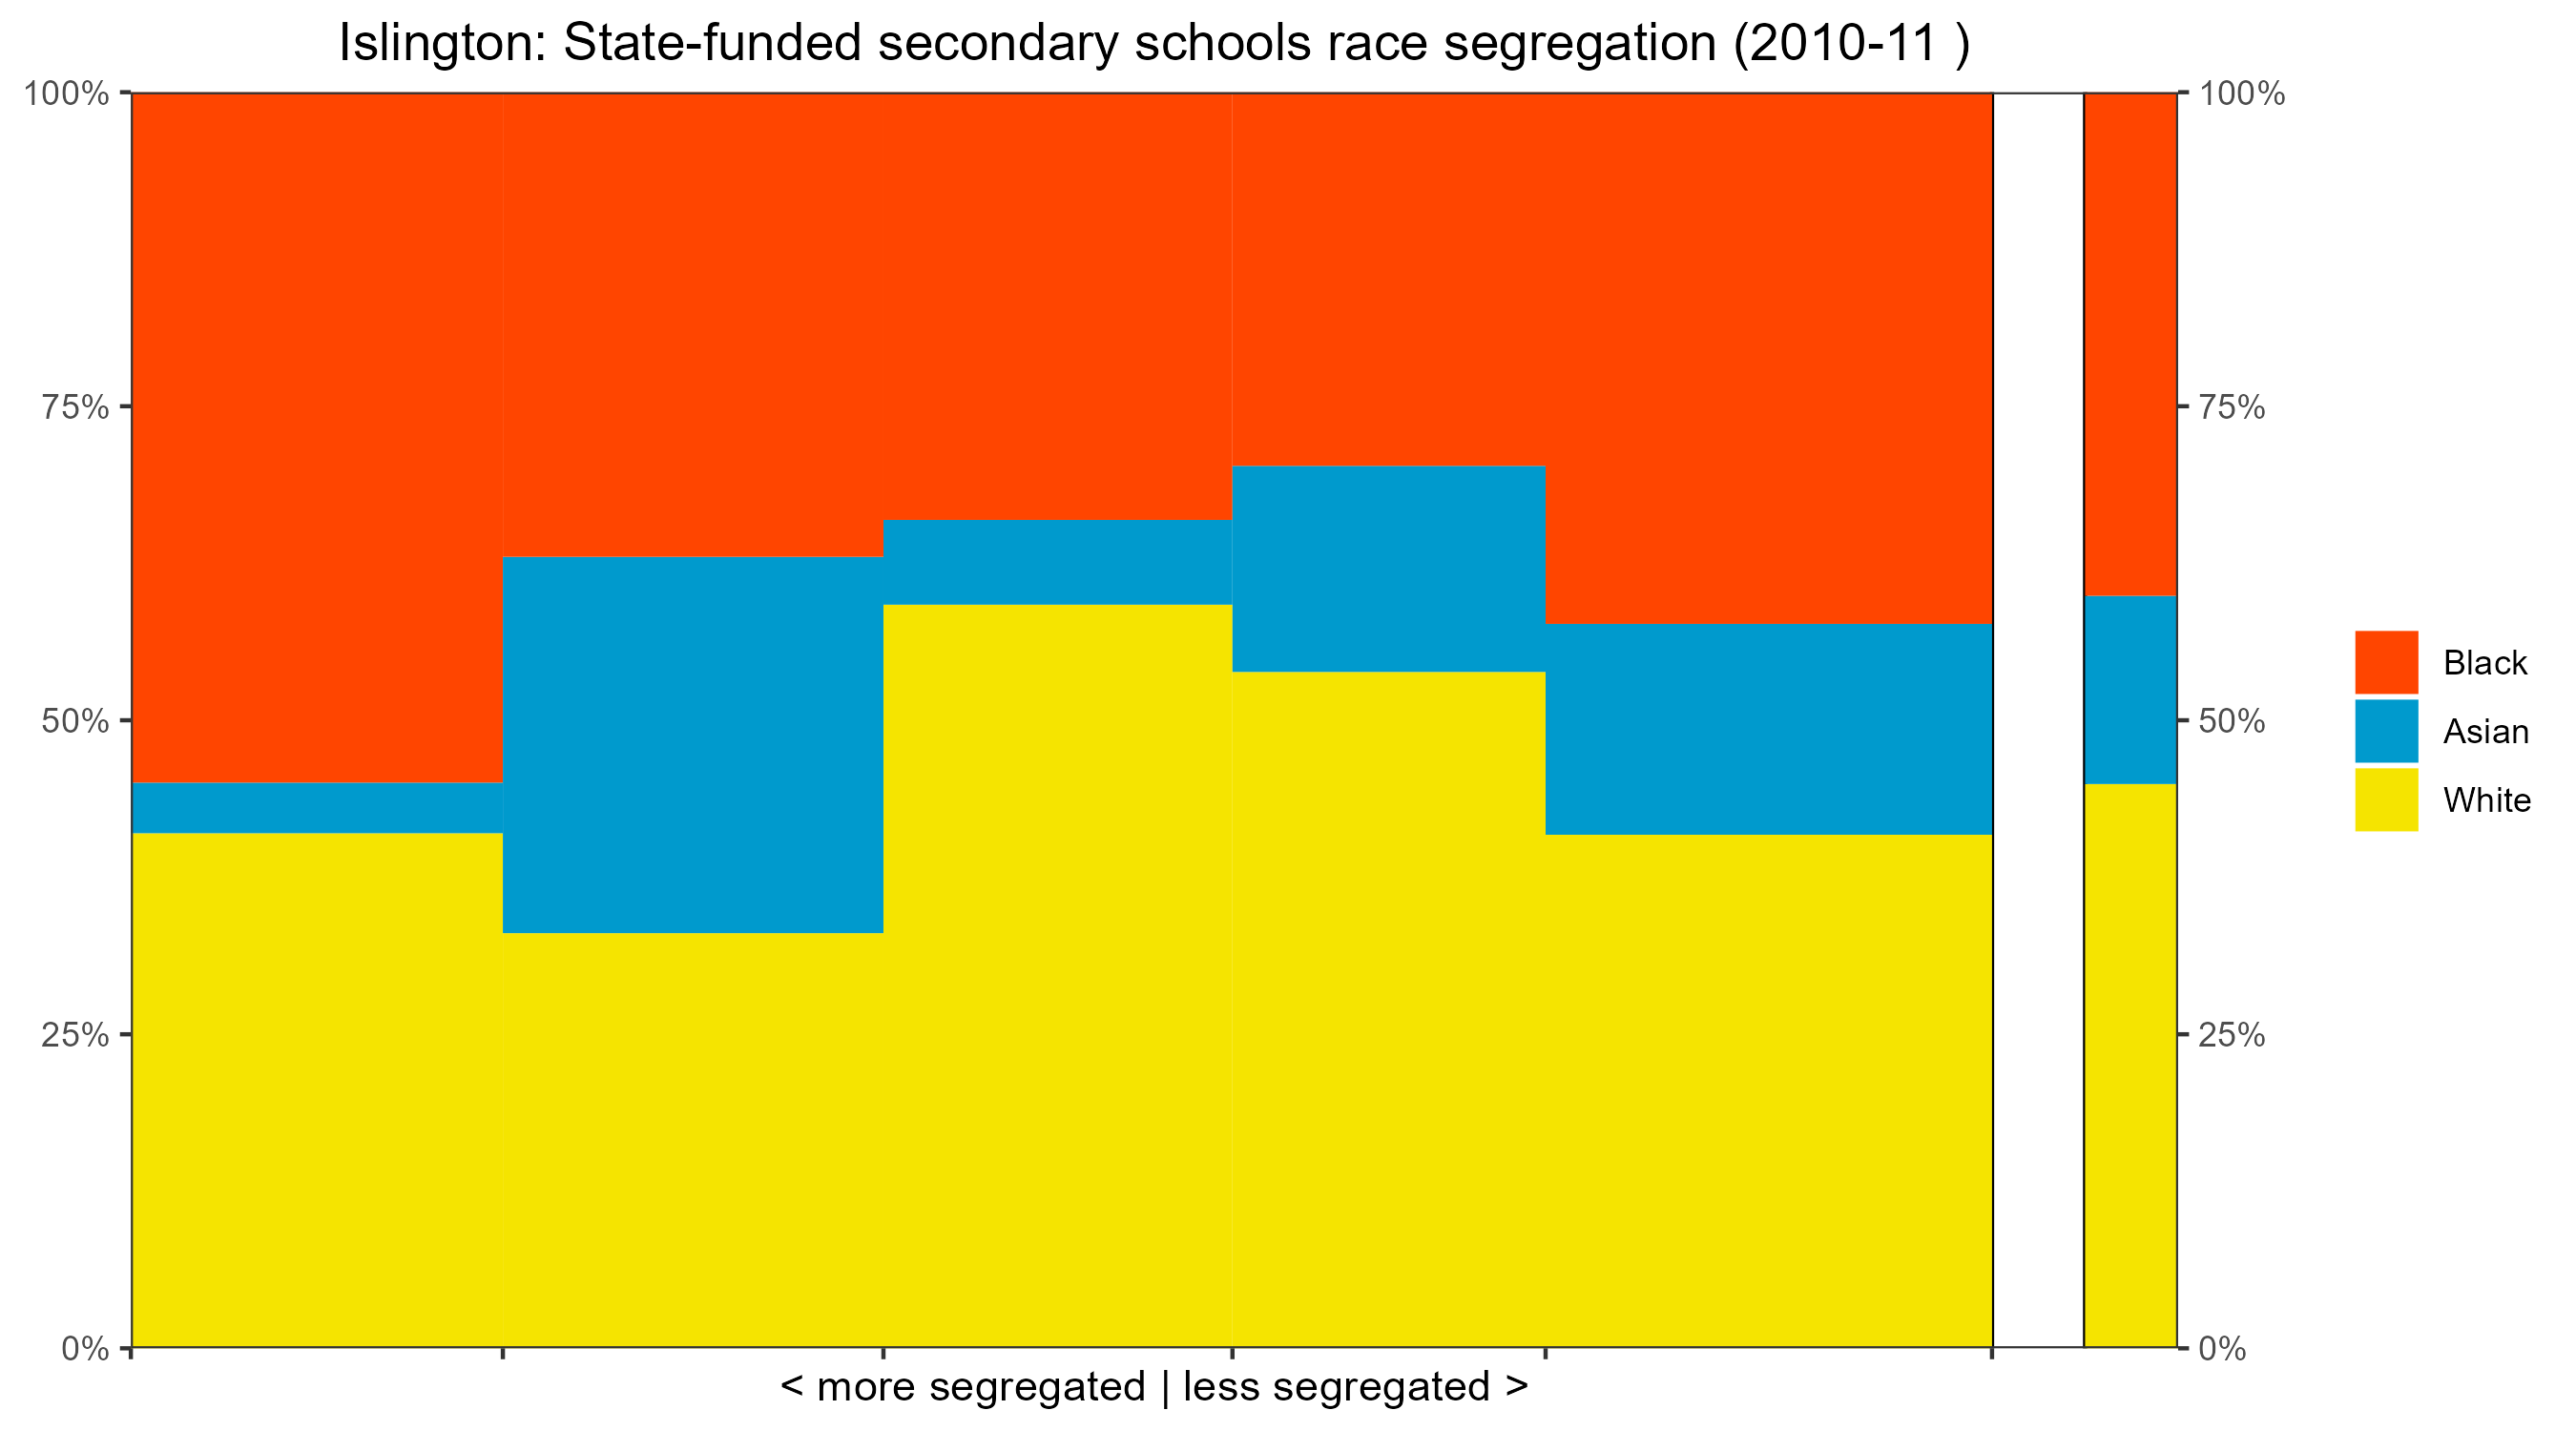 Islington: State-funded secondary schools race segregation (2010-11 )
100%
75%
50%
25%
0%
100%
75%
50%
25%
0%
Black
Asian
White
< more segregated | less segregated >